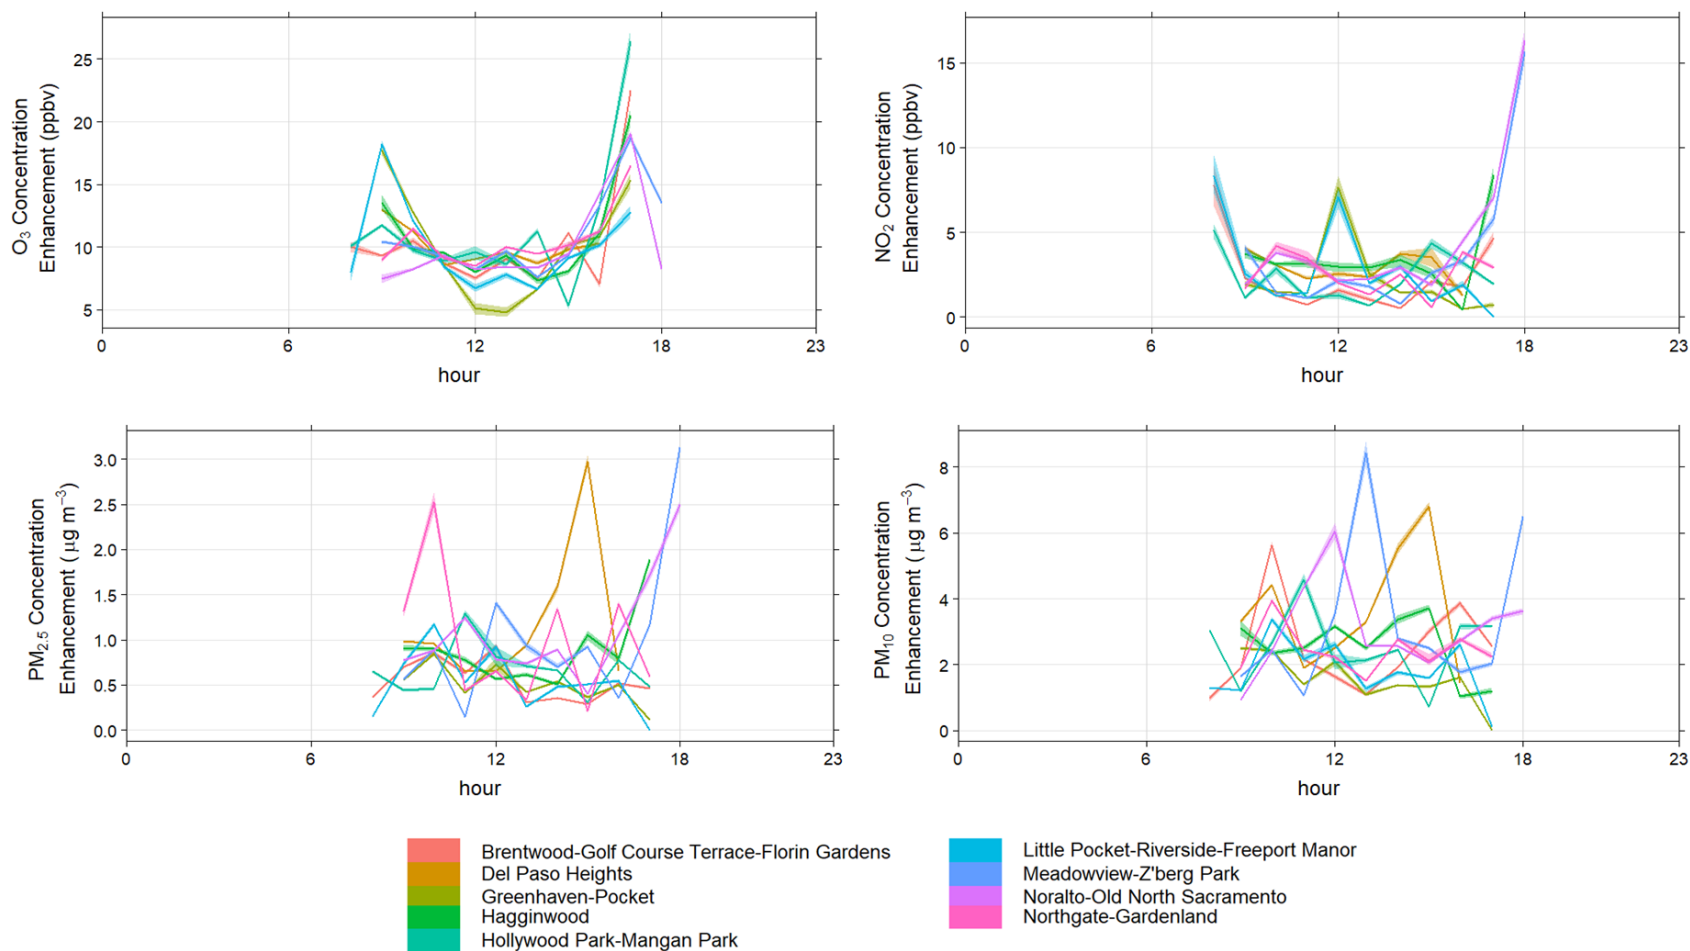 O₃ Concentration
Enhancement (ppbv)
25
20
15
10
5
0
6
12
18
23
hour
NO₂ Concentration
Enhancement (ppbv)
15
10
5
0
0
6
12
18
23
hour
PM₂.₅ Concentration
Enhancement ( μg m⁻³)
3.0
2.5
2.0
1.5
1.0
0.5
0.0
0
6
12
18
23
hour
PM₁₀ Concentration
Enhancement ( μg m⁻³)
8
6
4
2
0
0
6
12
18
23
hour
Brentwood-Golf Course Terrace-Florin Gardens
Del Paso Heights
Greenhaven-Pocket
Hagginwood
Hollywood Park-Mangan Park
Little Pocket-Riverside-Freeport Manor
Meadowview-Z'berg Park
Noralto-Old North Sacramento
Northgate-Gardenland